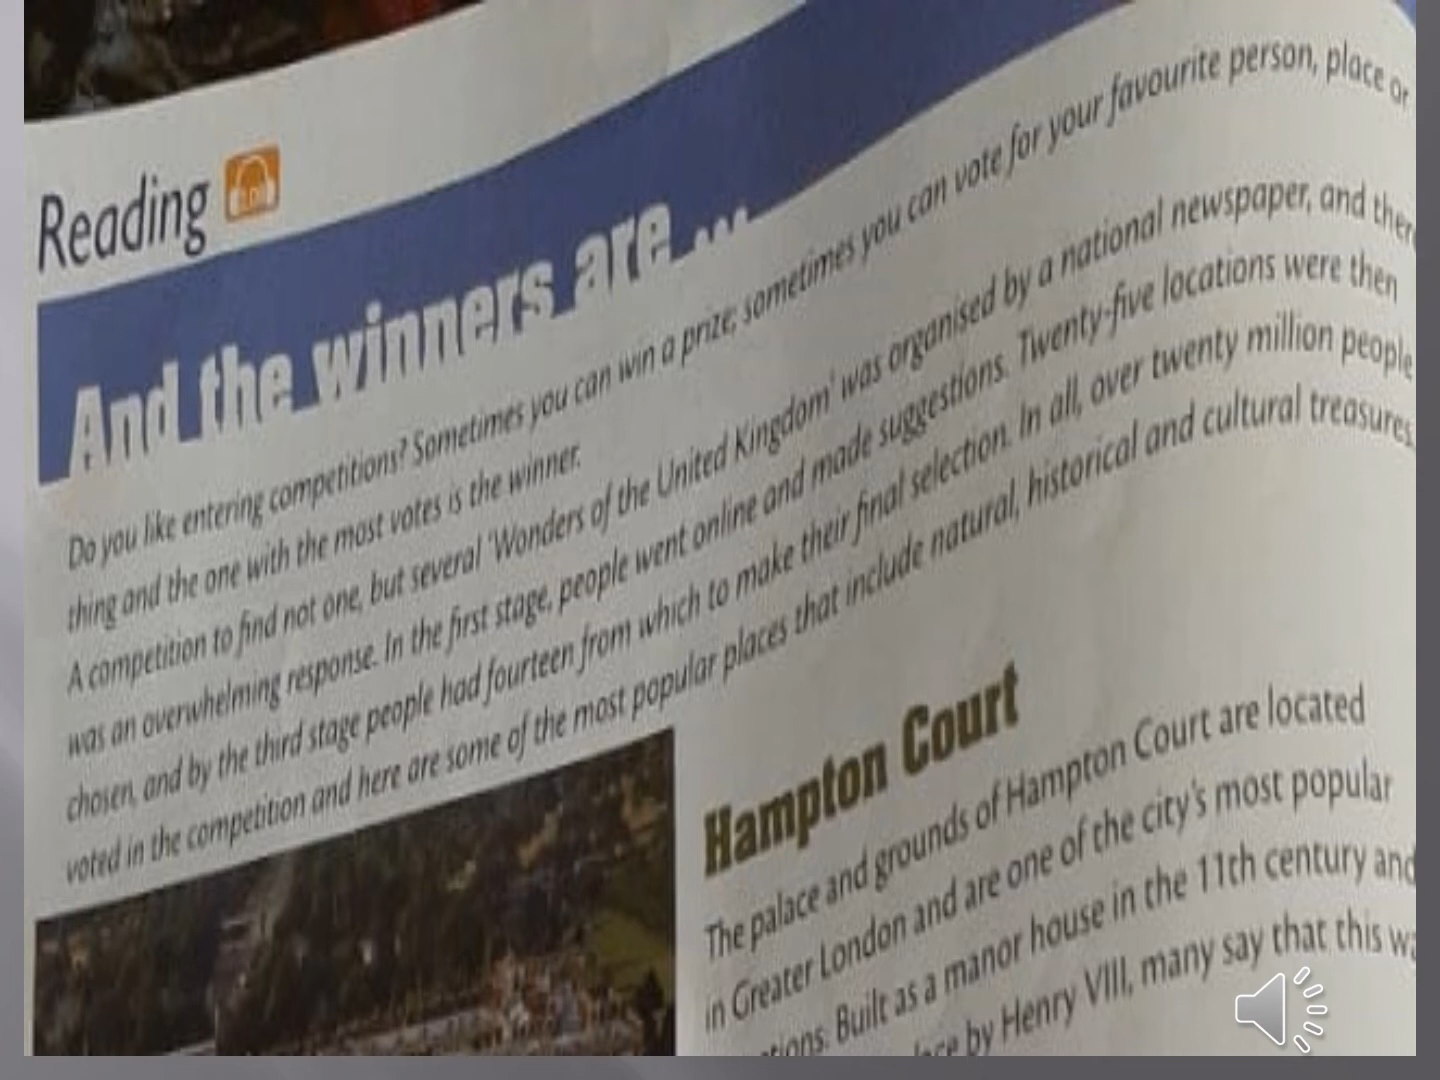 Reading
And the winners are ...
Do you like entering competitions? Sometimes you can win a prize; sometimes you can vote for your favourite person, place or
thing and the one with the most votes is the winner.
A competition to find not one, but several 'Wonders of the United Kingdom' was organised by a national newspaper, and there
was an overwhelming response. In the first stage, people went online and made suggestions. Twenty-five locations were then
chosen, and by the third stage people had fourteen from which to make their final selection. In all, over twenty million people
voted in the competition and here are some of the most popular places that include natural, historical and cultural treasures.
Hampton Court
The palace and grounds of Hampton Court are located
in Greater London and are one of the city's most popular
Built as a manor house in the 11th century and
by Henry VIII, many say that this